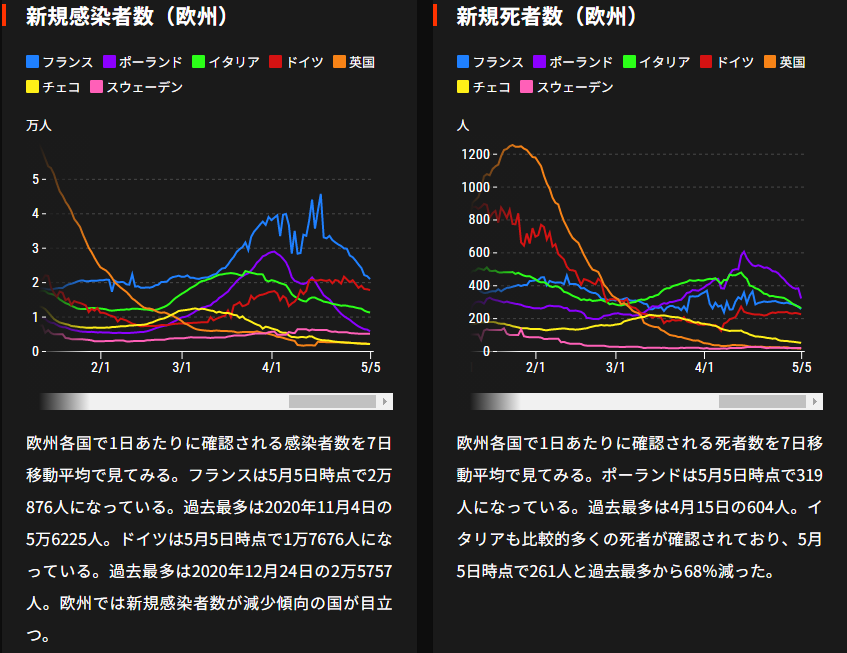 新規感染者数（欧州）
フランス ポーランド イタリア ドイツ 英国
チェコ スウェーデン
万人
5
4
3
2
1
0
2/1 3/1 4/1 5/5
欧州各国で1日あたりに確認される感染者数を7日
移動平均で見てみる。フランスは5月5日時点で2万
876人になっている。過去最多は2020年11月4日の
5万6225人。ドイツは5月5日時点で1万7676人にな
っている。過去最多は2020年12月24日の2万5757
人。欧州では新規感染者数が減少傾向の国が目立
つ。
新規死者数（欧州）
フランス ポーランド イタリア ドイツ 英国
チェコ スウェーデン
人
1200
1000
800
600
400
200
0
2/1 3/1 4/1 5/5
欧州各国で1日あたりに確認される死者数を7日移
動平均で見てみる。ポーランドは5月5日時点で319
人になっている。過去最多は4月15日の604人。イ
タリアも比較的多くの死者が確認されており、5月
5日時点で261人と過去最多から68%減った。